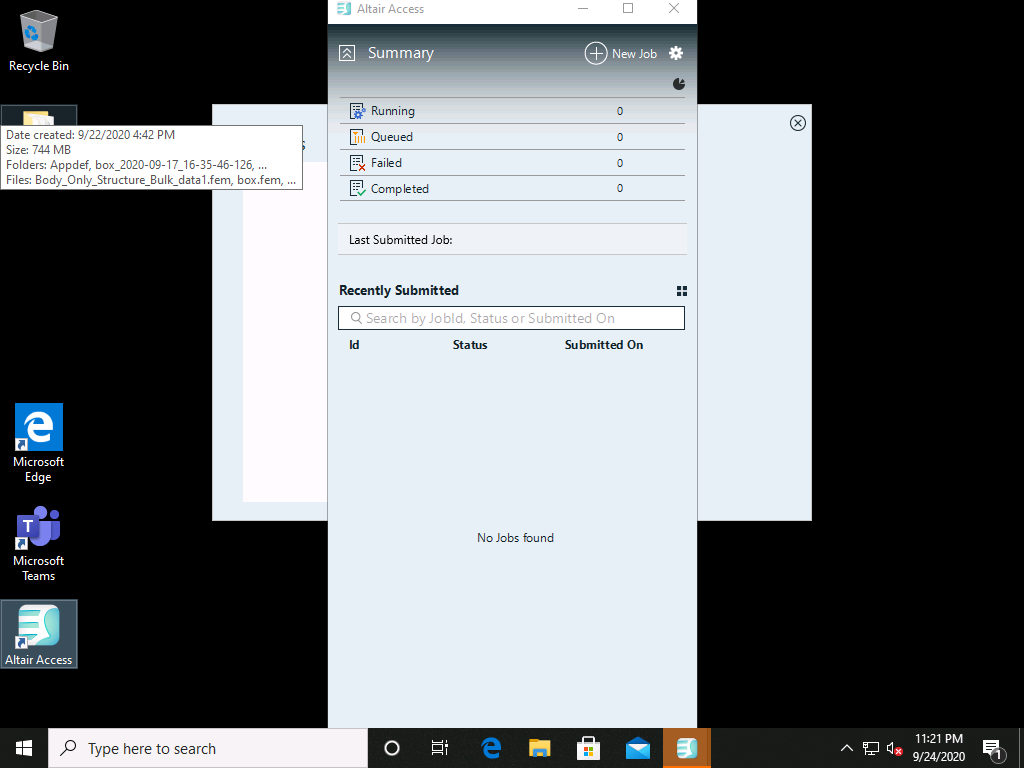 Altair Access
Recycle Bin
Summary
New Job
Running 0
Date created: 9/22/2020 4:42 PM
Size: 744 MB
Folders: Appdef, box_2020-09-17_16-35-46-126, ...
Files: Body_Only_Structure_Bulk_data1.fem, box.fem, ...
Queued 0
Failed 0
Completed 0
Last Submitted Job:
Recently Submitted
Search by JobId, Status or Submitted On
Id Status Submitted On
No Jobs found
Microsoft
Edge
Microsoft
Teams
Altair Access
Type here to search
11:21 PM
9/24/2020
1